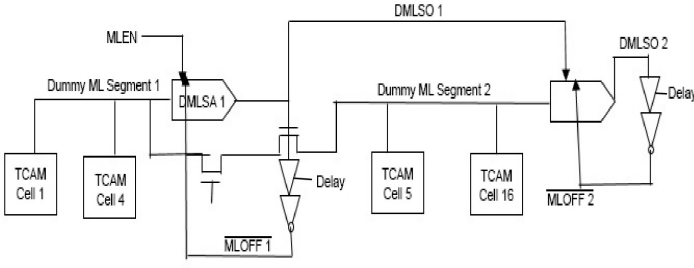 DMLSO 1
MLEN
DMLSO 2
Dummy ML Segment 1
DMLSA 1
Dummy ML Segment 2
Delay
TCAM
Cell 1
TCAM
Cell 4
Delay
TCAM
Cell 5
TCAM
Cell 16
MLOFF 1
MLOFF 2